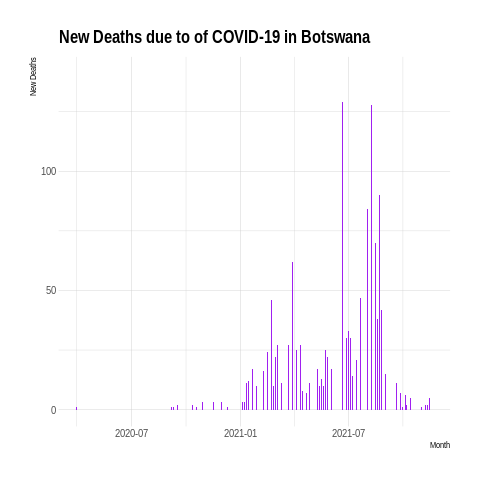 New Deaths due to of COVID-19 in Botswana
New Deaths
100
50
0
2020-07
2021-01
2021-07
Month